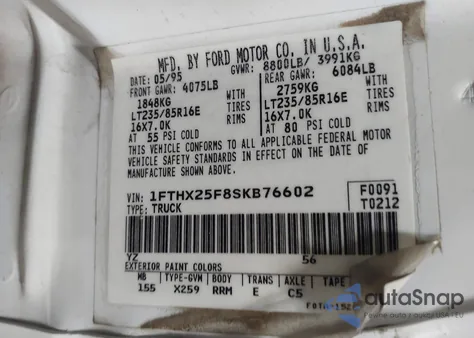 MFD. BY FORD MOTOR CO. IN U.S.A.
DATE: 05/95 GVWR: 8800LB/ 3991KG
FRONT GAWR: 4075LB REAR GAWR: 6084LB
1848KG 2759KG
LT235/85R16E TIRES LT235/85R16E TIRES
16X7.0K RIMS 16X7.0K RIMS
AT 55 PSI COLD AT 80 PSI COLD
THIS VEHICLE CONFORMS TO ALL APPLICABLE FEDERAL MOTOR
VEHICLE SAFETY STANDARDS IN EFFECT ON THE DATE OF
MANUFACTURE SHOWN ABOVE.
VIN: 1FTHX25F8SKB76602 F0091
TYPE: TRUCK T0212
YZ 56
EXTERIOR PAINT COLORS
WB TYPE-GVW BODY TRANS AXLE TAPE
155 X259 RRM E C5
autaSnap